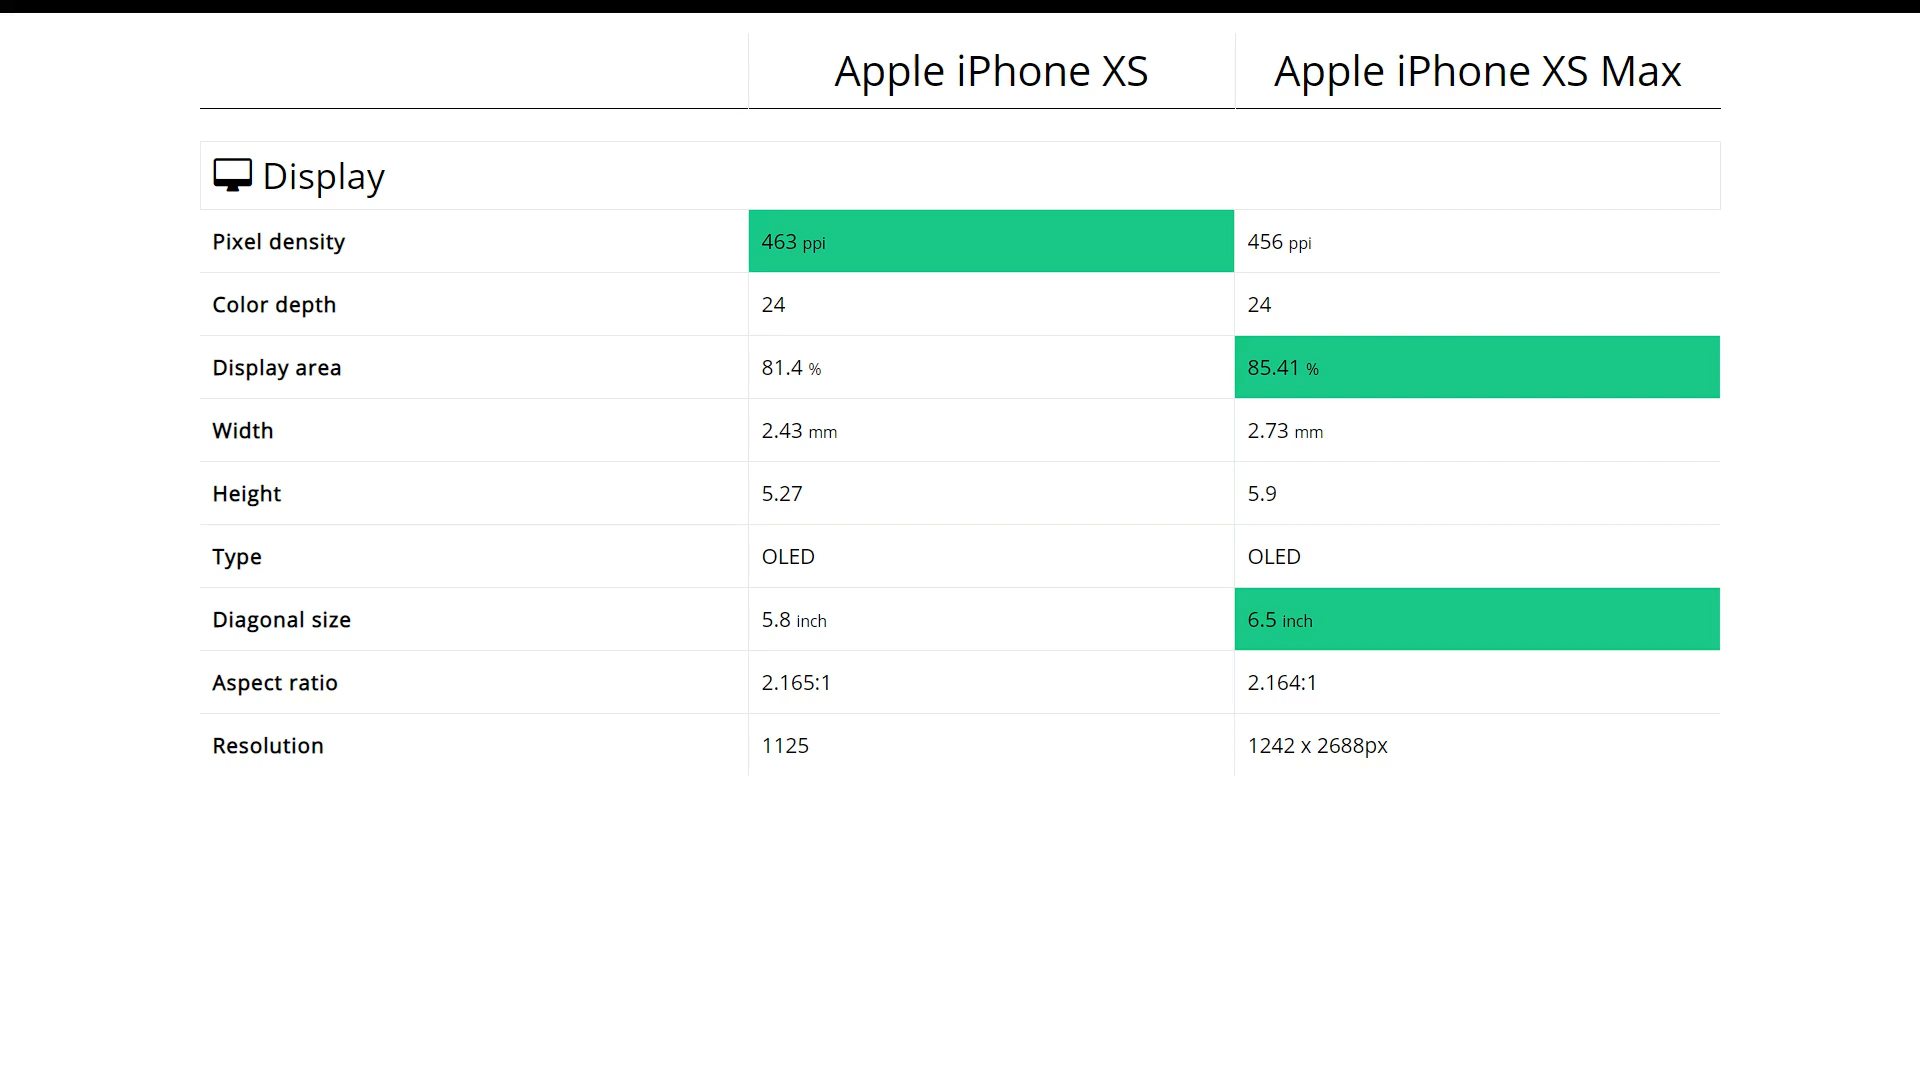 Apple iPhone XS Apple iPhone XS Max
Display
Pixel density 463 ppi 456 ppi
Color depth 24 24
Display area 81.4 % 85.41 %
Width 2.43 mm 2.73 mm
Height 5.27 5.9
Type OLED OLED
Diagonal size 5.8 inch 6.5 inch
Aspect ratio 2.165:1 2.164:1
Resolution 1125 1242 x 2688px